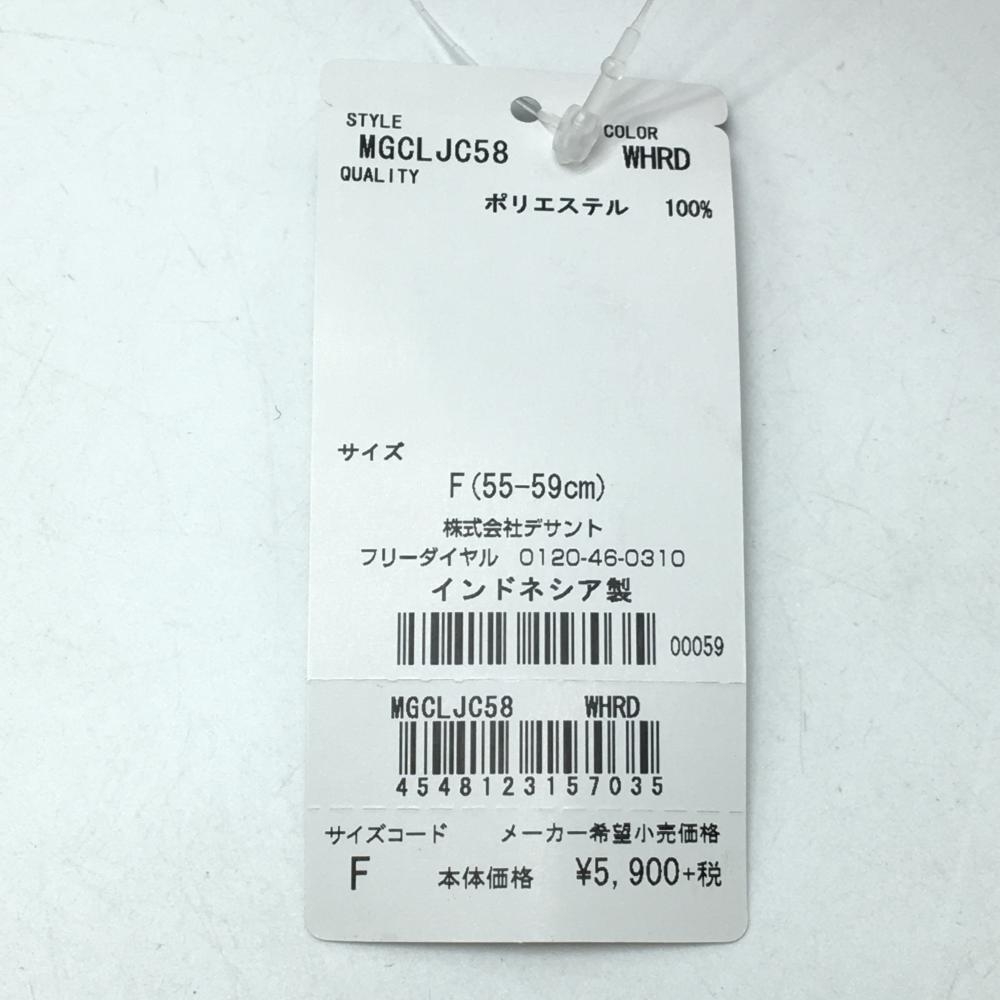 STYLE COLOR
MGCLJC58 WHRD
QUALITY
ポリエステル 100%
サイズ
F(55-59cm)
株式会社デサント
フリーダイヤル 0120-46-0310
インドネシア製
00059
MGCLJC58 WHRD
4548123157035
サイズコード メーカー希望小売価格
F 本体価格 ¥5,900+税